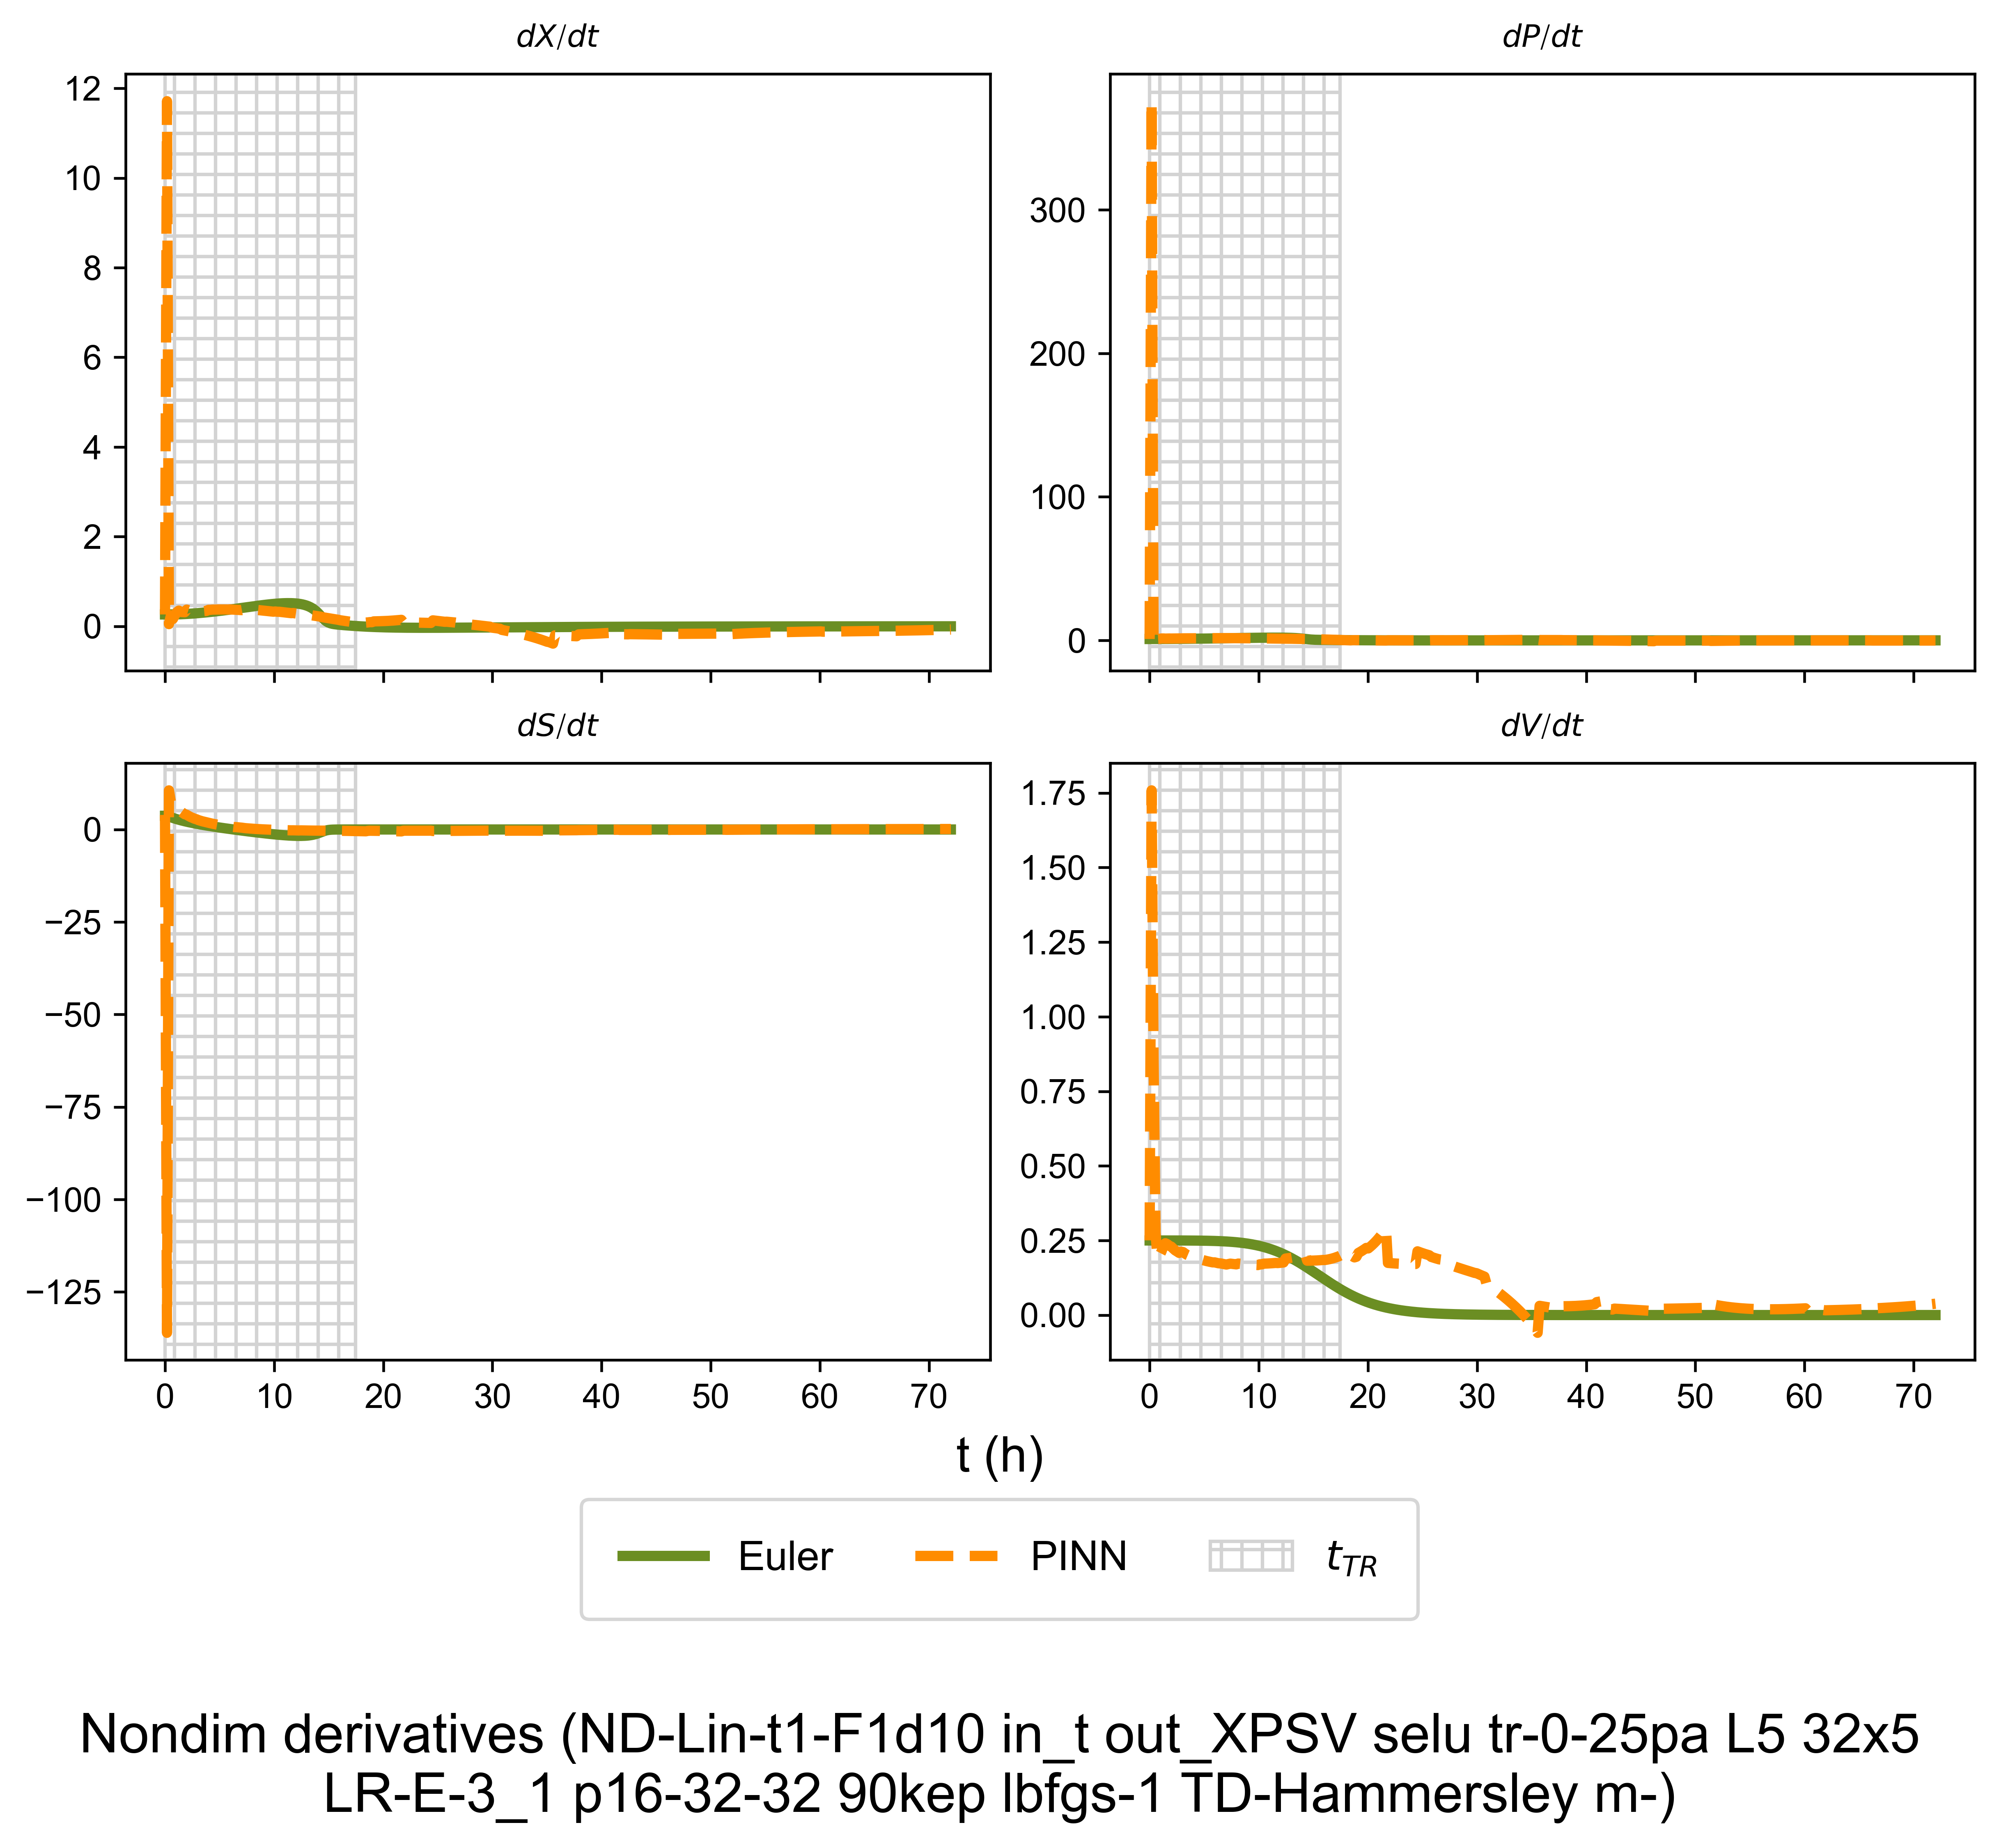 dX/dt
12
10
8
6
4
2
0
dP/dt
300
200
100
0
dS/dt
0
−25
−50
−75
−100
−125
0 10 20 30 40 50 60 70
dV/dt
1.75
1.50
1.25
1.00
0.75
0.50
0.25
0.00
0 10 20 30 40 50 60 70
t (h)
Euler PINN t_TR
Nondim derivatives (ND-Lin-t1-F1d10 in_t out_XPSV selu tr-0-25pa L5 32x5
LR-E-3_1 p16-32-32 90kep lbfgs-1 TD-Hammersley m-)